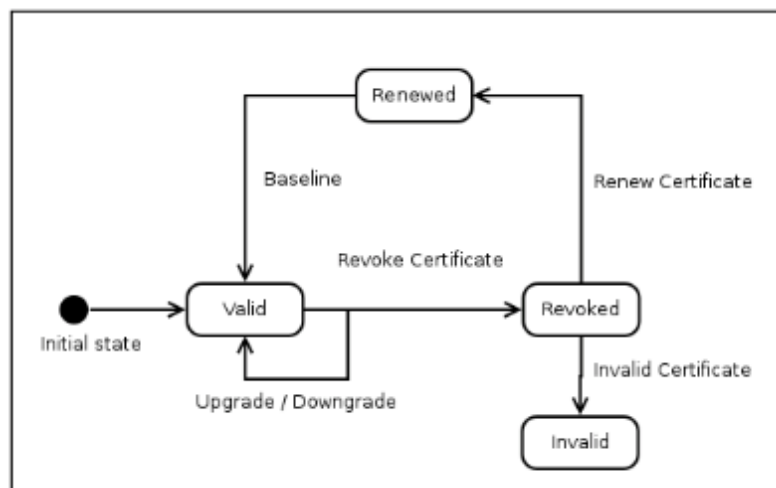 Renewed
Baseline
Renew Certificate
Revoke Certificate
Valid
Revoked
Initial state
Invalid Certificate
Upgrade / Downgrade
Invalid